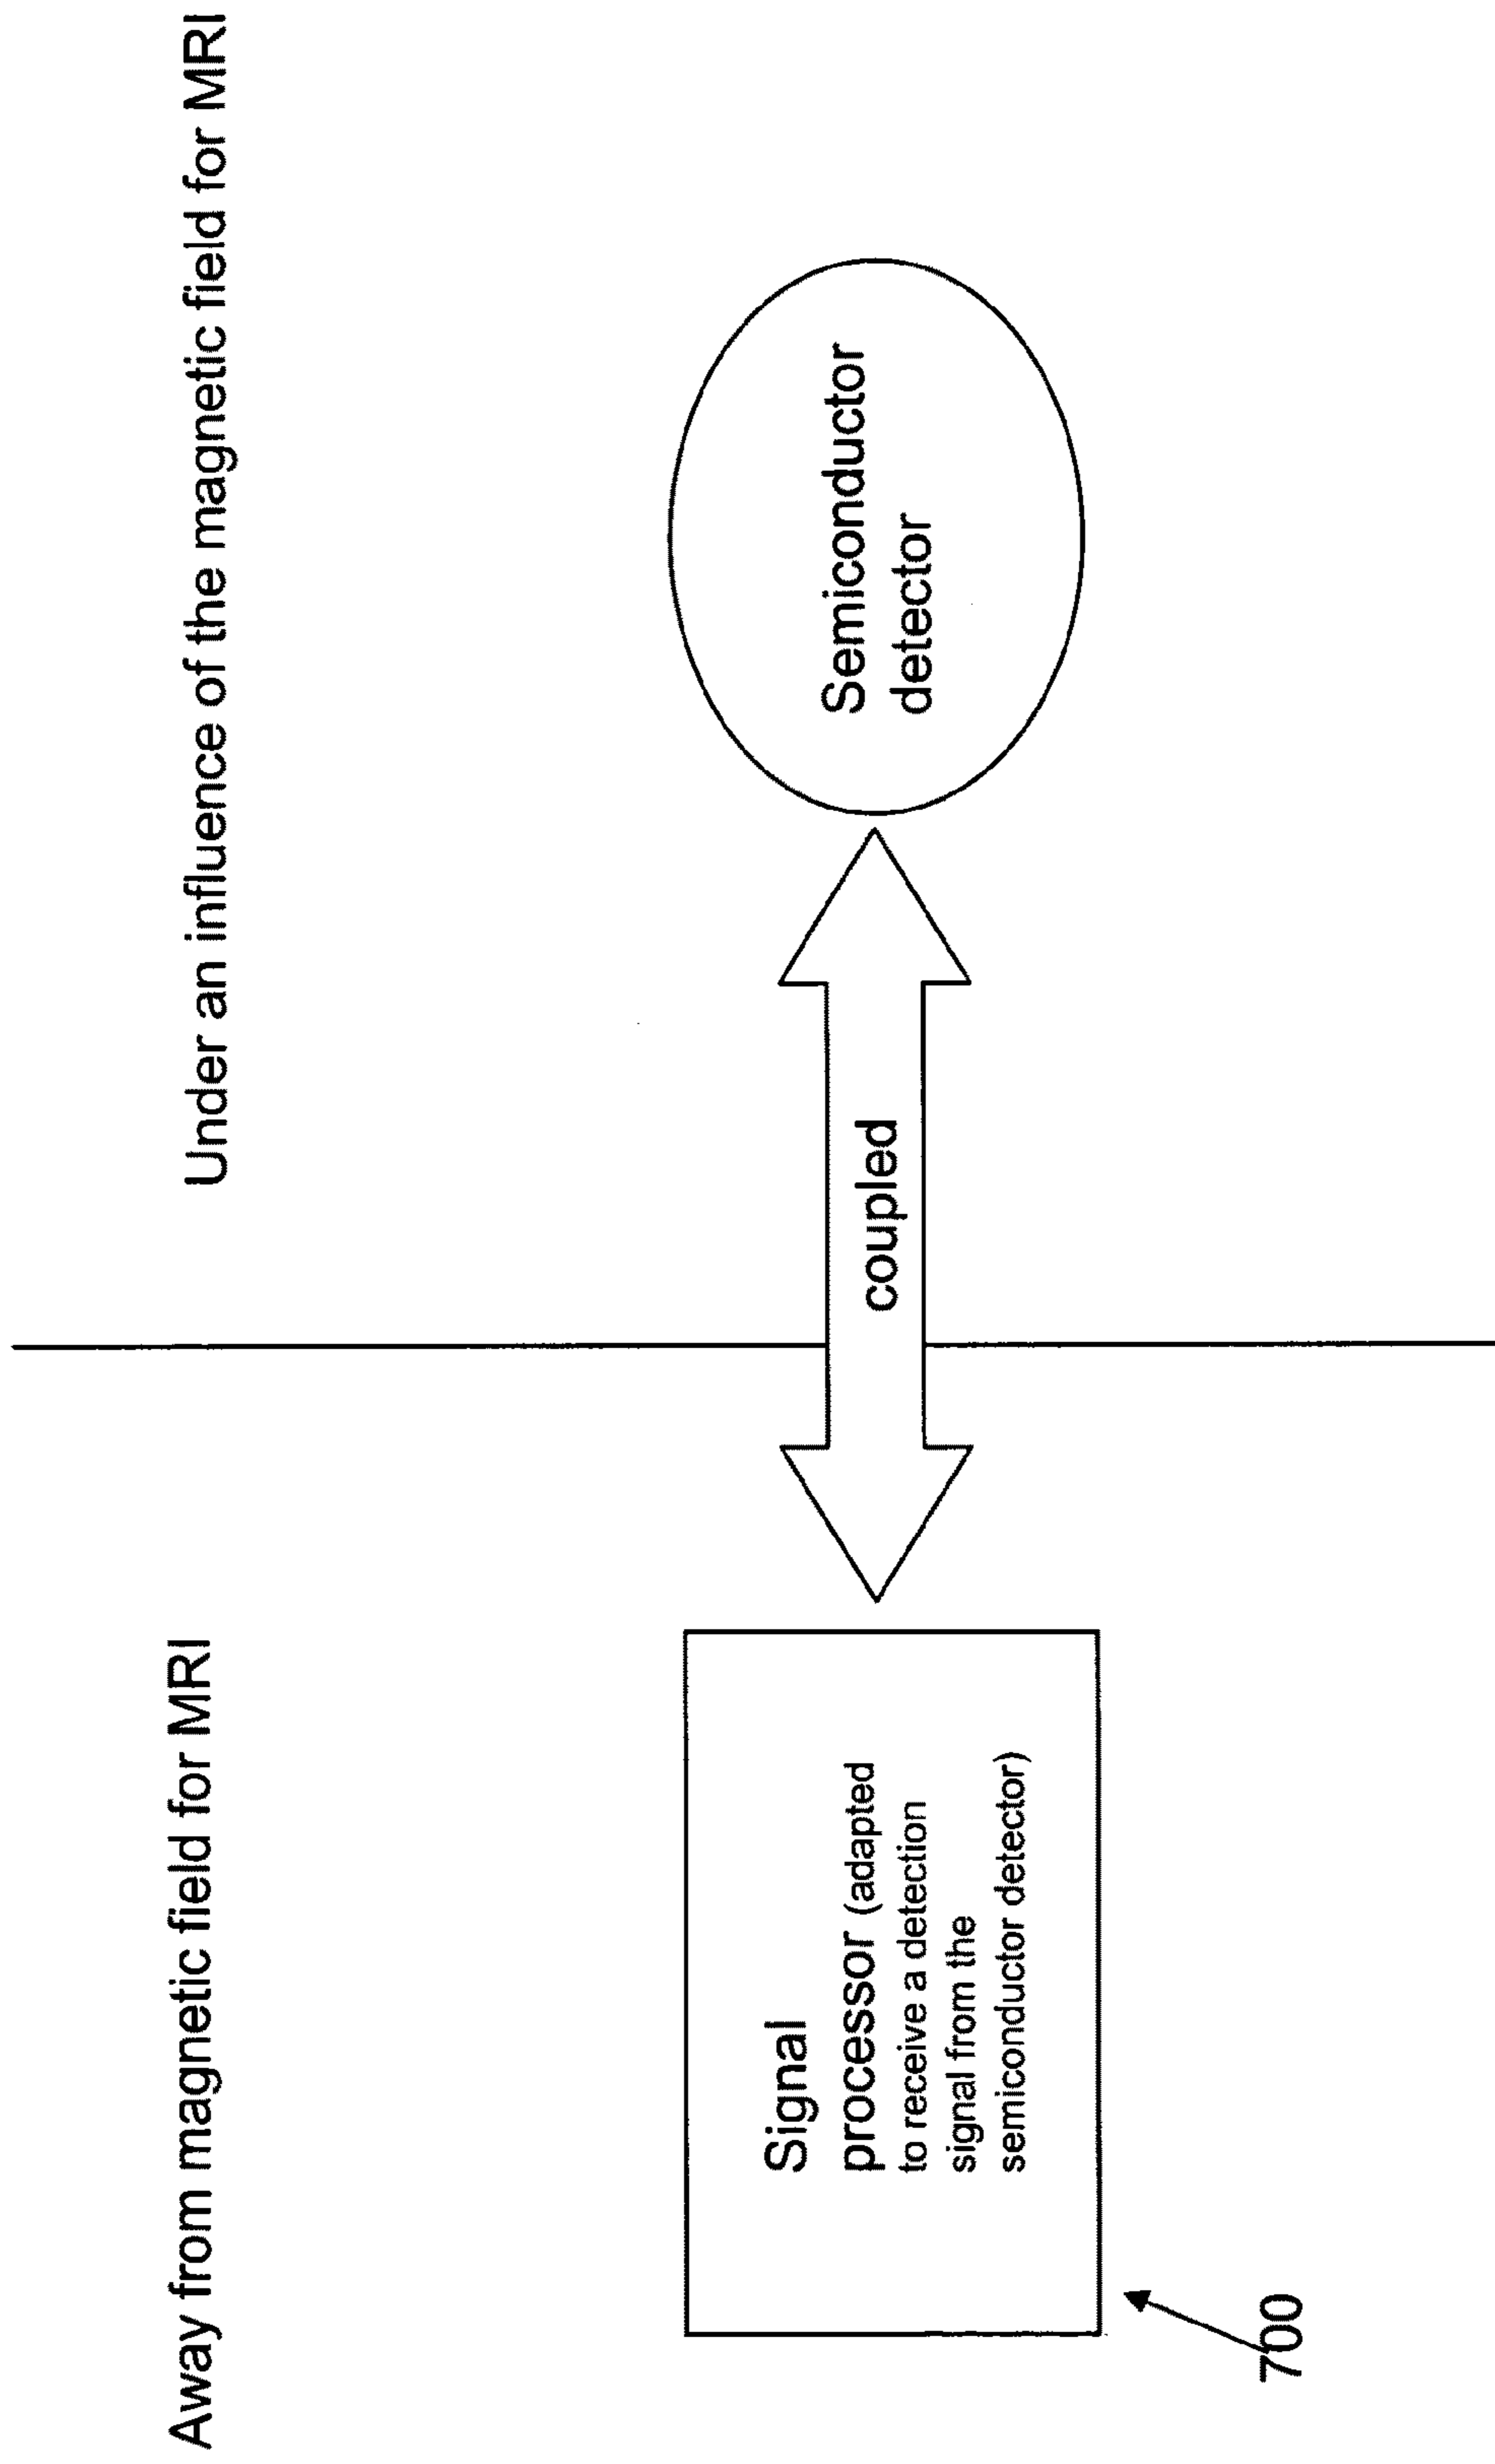 Away from magnetic field for MRI
Under an influence of the magnetic field for MRI
Signal
processor (adapted
to receive a detection
signal from the
semiconductor detector)
coupled
Semiconductor
detector
700